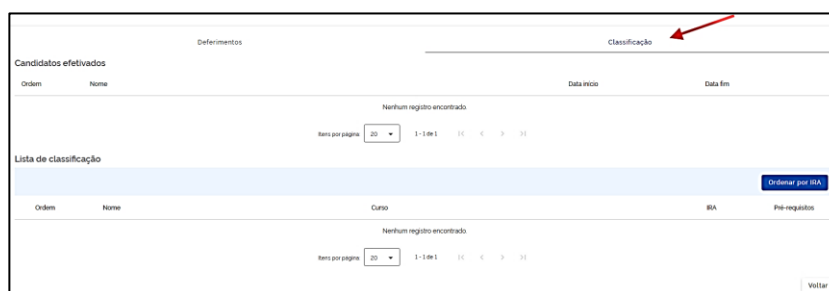 Deferimentos Classificação
Candidatos efetivados
Ordem Nome Data início Data fim
Nenhum registro encontrado
Itens por página 20 1 - 1 de 1
Lista de classificação
Ordenar por IRA
Ordem Nome Curso IRA Pré-requisitos
Nenhum registro encontrado
Itens por página 20 1 - 1 de 1
Voltar